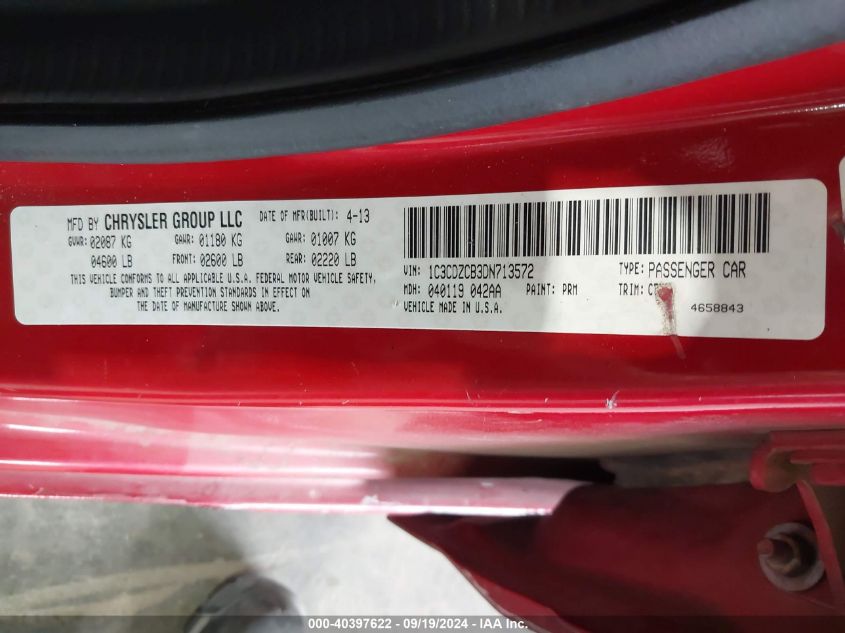 MFD BY CHRYSLER GROUP LLC DATE OF MFR(BUILT): 4-13
GVWR: 02087 KG GAWR: 01180 KG GAWR: 01007 KG
04600 LB FRONT: 02600 LB REAR: 02220 LB
THIS VEHICLE CONFORMS TO ALL APPLICABLE U.S.A. FEDERAL MOTOR VEHICLE SAFETY,
BUMPER AND THEFT PREVENTION STANDARDS IN EFFECT ON
THE DATE OF MANUFACTURE SHOWN ABOVE.
VIN: 1C3CDZCB3DN713572 TYPE: PASSENGER CAR
MDH: 040119 042AA PAINT: PRM TRIM:
VEHICLE MADE IN U.S.A. 4658843
000-40397622 - 09/19/2024 - IAA Inc.